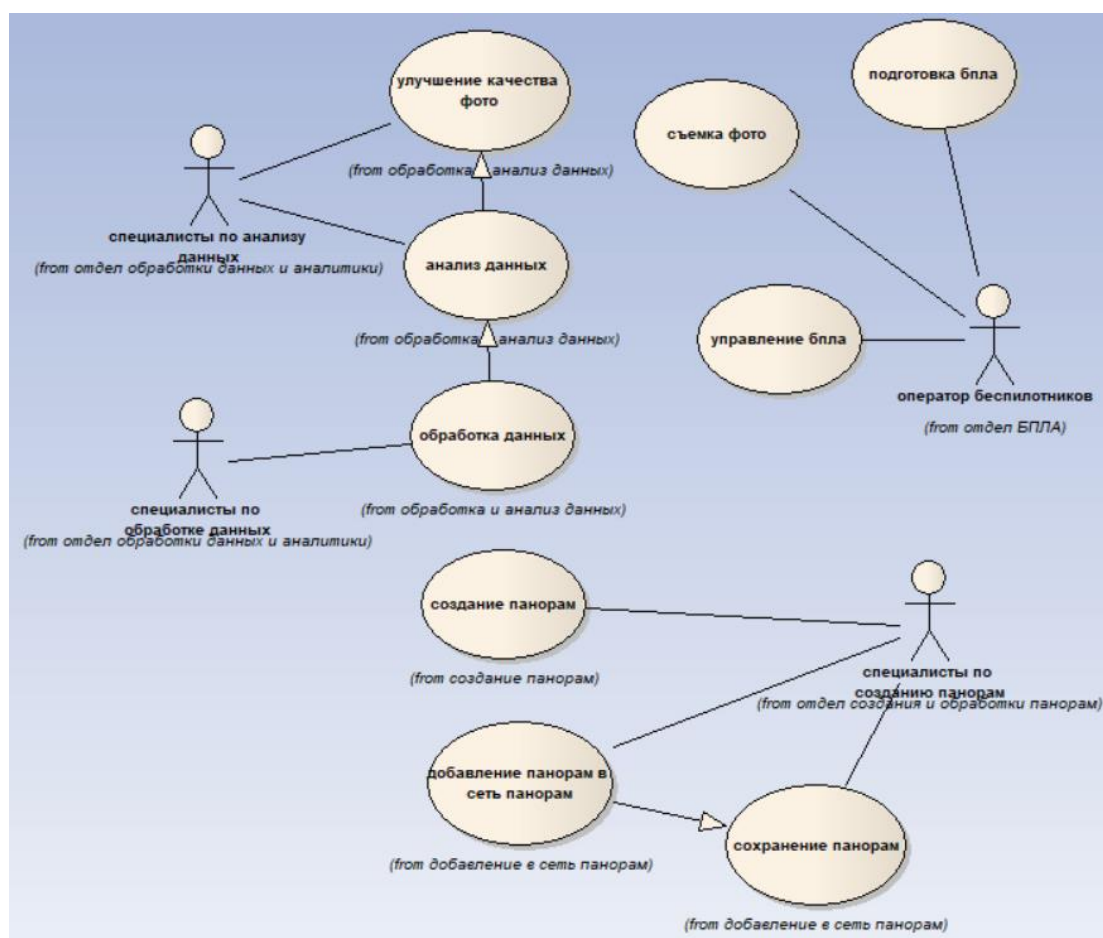 улучшение качества
фото
(from обработка и анализ данных)
подготовка бпла
съемка фото
специалисты по анализу
данных
(from отдел обработки данных и аналитики)
анализ данных
(from обработка и анализ данных)
управление бпла
оператор беспилотников
(from отдел БПЛА)
обработка данных
(from обработка и анализ данных)
специалисты по
обработке данных
(from отдел обработки данных и аналитики)
создание панорам
(from создание панорам)
специалисты по
созданию панорам
(from отдел создания и обработки панорам)
добавление панорам в
сеть панорам
(from добавление в сеть панорам)
сохранение панорам
(from добавление в сеть панорам)